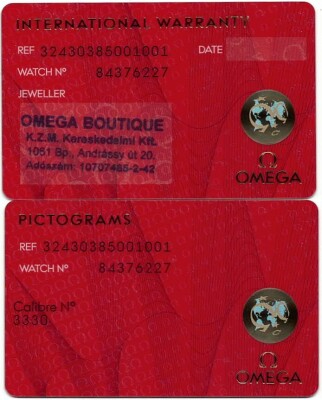 INTERNATIONAL WARRANTY
REF 32430385001001 DATE
WATCH Nº 84376227
JEWELLER
OMEGA BOUTIQUE
K.Z.M. Kereskedelmi Kft.
1051 Bp., Andrássy út 20.
Adószám: 10707465-2-42
Ω
OMEGA
PICTOGRAMS
REF 32430385001001
WATCH Nº 84376227
Calibre Nº
3330
Ω
OMEGA